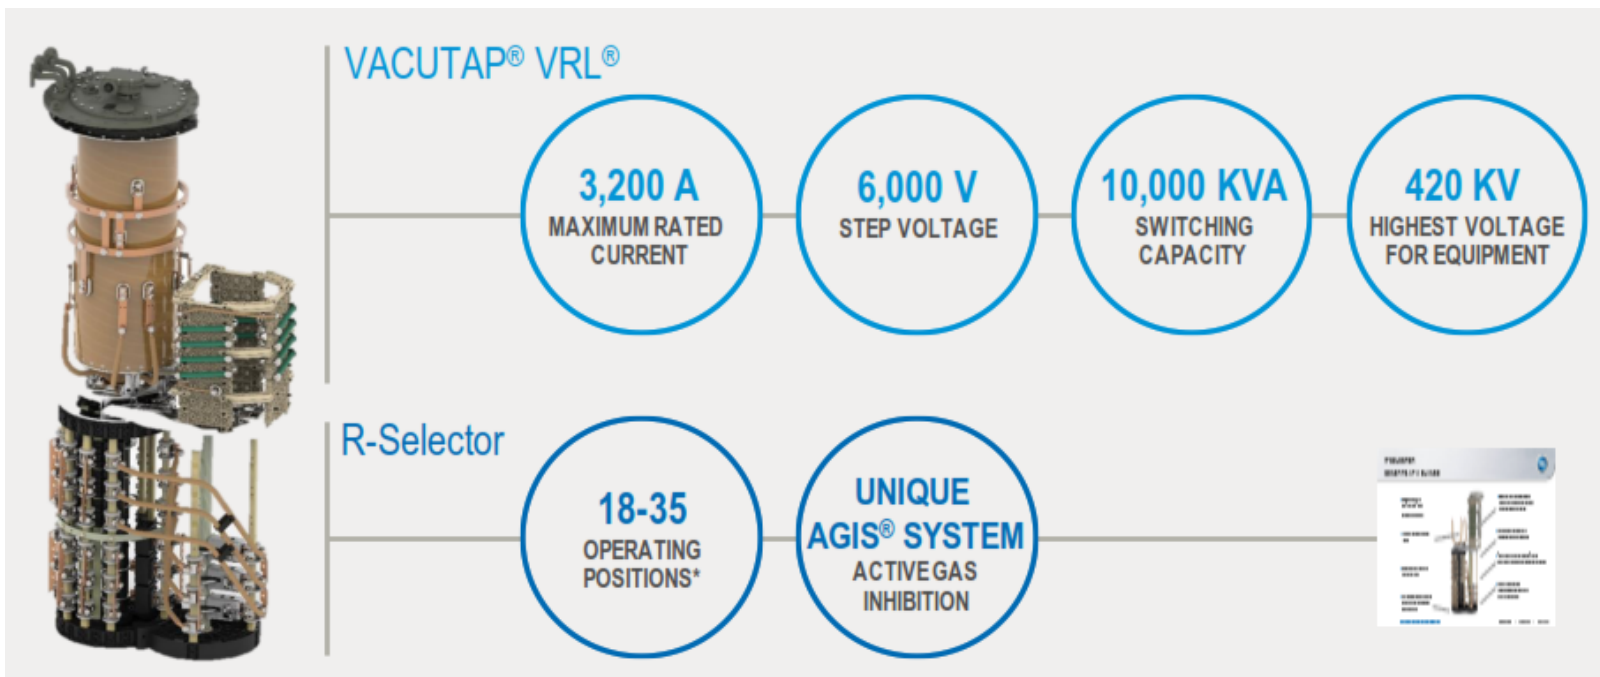 VACUTAP® VRL®
3,200 A
MAXIMUM RATED
CURRENT
6,000 V
STEP VOLTAGE
10,000 KVA
SWITCHING
CAPACITY
420 KV
HIGHEST VOLTAGE
FOR EQUIPMENT
R-Selector
18-35
OPERATING
POSITIONS*
UNIQUE
AGIS® SYSTEM
ACTIVE GAS
INHIBITION